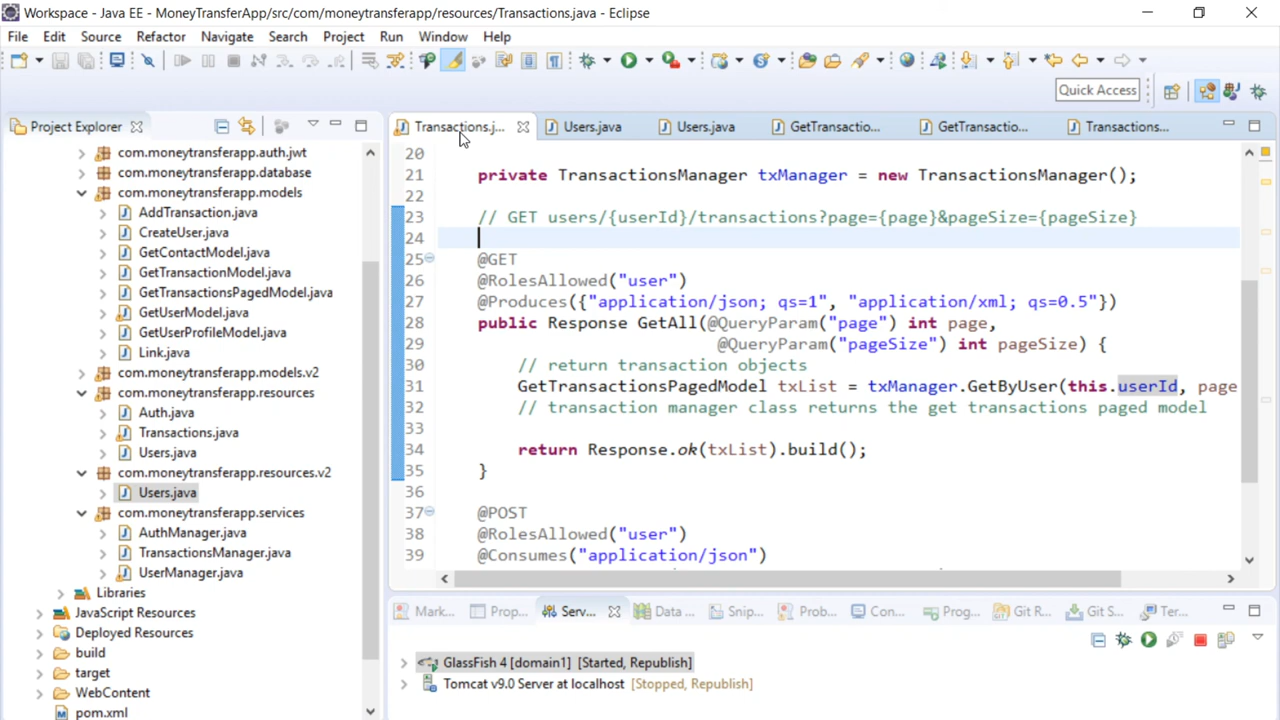 Workspace - Java EE - MoneyTransferApp/src/com/moneytransferapp/resources/Transactions.java - Eclipse
File Edit Source Refactor Navigate Search Project Run Window Help
Quick Access
Project Explorer
Transactions.j... Users.java Users.java GetTransactio... GetTransactio... Transactions...
com.moneytransferapp.auth.jwt
com.moneytransferapp.database
com.moneytransferapp.models
AddTransaction.java
CreateUser.java
GetContactModel.java
GetTransactionModel.java
GetTransactionsPagedModel.java
GetUserModel.java
GetUserProfileModel.java
Link.java
com.moneytransferapp.models.v2
com.moneytransferapp.resources
Auth.java
Transactions.java
Users.java
com.moneytransferapp.resources.v2
Users.java
com.moneytransferapp.services
AuthManager.java
TransactionsManager.java
UserManager.java
Libraries
JavaScript Resources
Deployed Resources
build
target
WebContent
pom.xml
20
21 private TransactionsManager txManager = new TransactionsManager();
22
23 // GET users/{userId}/transactions?page={page}&pageSize={pageSize}
24
25 @GET
26 @RolesAllowed("user")
27 @Produces({"application/json; qs=1", "application/xml; qs=0.5"})
28 public Response GetAll(@QueryParam("page") int page,
29 @QueryParam("pageSize") int pageSize) {
30 // return transaction objects
31 GetTransactionsPagedModel txList = txManager.GetByUser(this.userId, page
32 // transaction manager class returns the get transactions paged model
33
34 return Response.ok(txList).build();
35 }
36
37 @POST
38 @RolesAllowed("user")
39 @Consumes("application/json")
Mark... Prop... Serv... Data ... Snip... Prob... Con... Prog... Git R... Git S... Ter...
GlassFish 4 [domain1] [Started, Republish]
Tomcat v9.0 Server at localhost [Stopped, Republish]